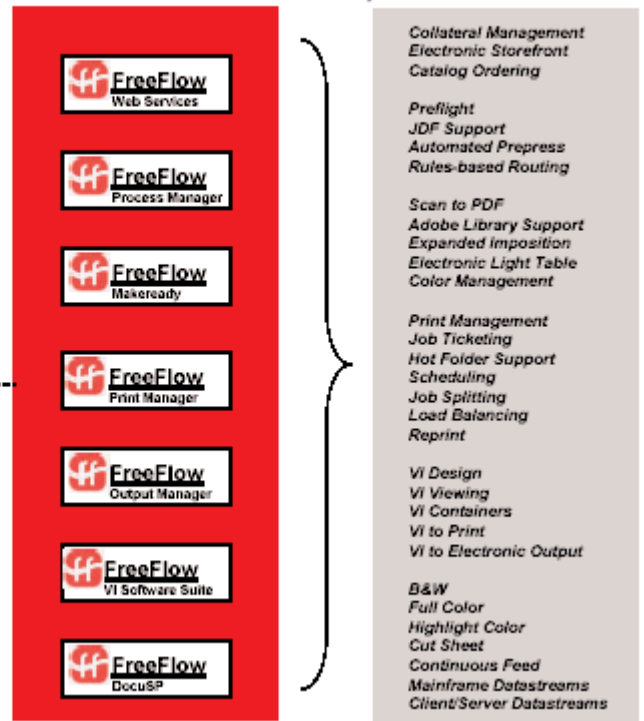 FreeFlow
Web Services
FreeFlow
Process Manager
FreeFlow
Makeready
FreeFlow
Print Manager
FreeFlow
Output Manager
FreeFlow
VI Software Suite
FreeFlow
DocuSP
Collateral Management
Electronic Storefront
Catalog Ordering
Preflight
JDF Support
Automated Prepress
Rules-based Routing
Scan to PDF
Adobe Library Support
Expanded Imposition
Electronic Light Table
Color Management
Print Management
Job Ticketing
Hot Folder Support
Scheduling
Job Splitting
Load Balancing
Reprint
VI Design
VI Viewing
VI Containers
VI to Print
VI to Electronic Output
B&W
Full Color
Highlight Color
Cut Sheet
Continuous Feed
Mainframe Datastreams
Client/Server Datastreams